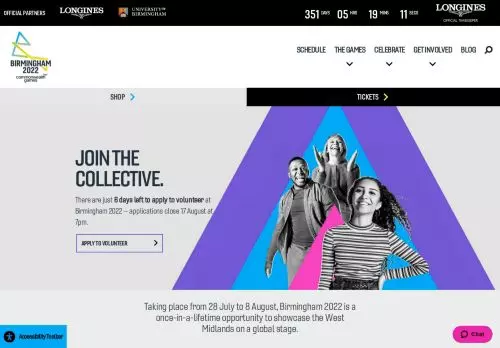 OFFICIAL PARTNERS
LONGINES
UNIVERSITY OF
BIRMINGHAM
351 DAYS 05 HRS 19 MINS 11 SECS
LONGINES
OFFICIAL TIMEKEEPER
BIRMINGHAM
2022
commonwealth
games
SCHEDULE THE GAMES CELEBRATE GET INVOLVED BLOG
SHOP
TICKETS
JOIN THE
COLLECTIVE.
There are just 6 days left to apply to volunteer at
Birmingham 2022 – applications close 17 August at
7pm.
APPLY TO VOLUNTEER
Taking place from 28 July to 8 August, Birmingham 2022 is a
once-in-a-lifetime opportunity to showcase the West
Midlands on a global stage.
Accessibility Toolbar
Chat